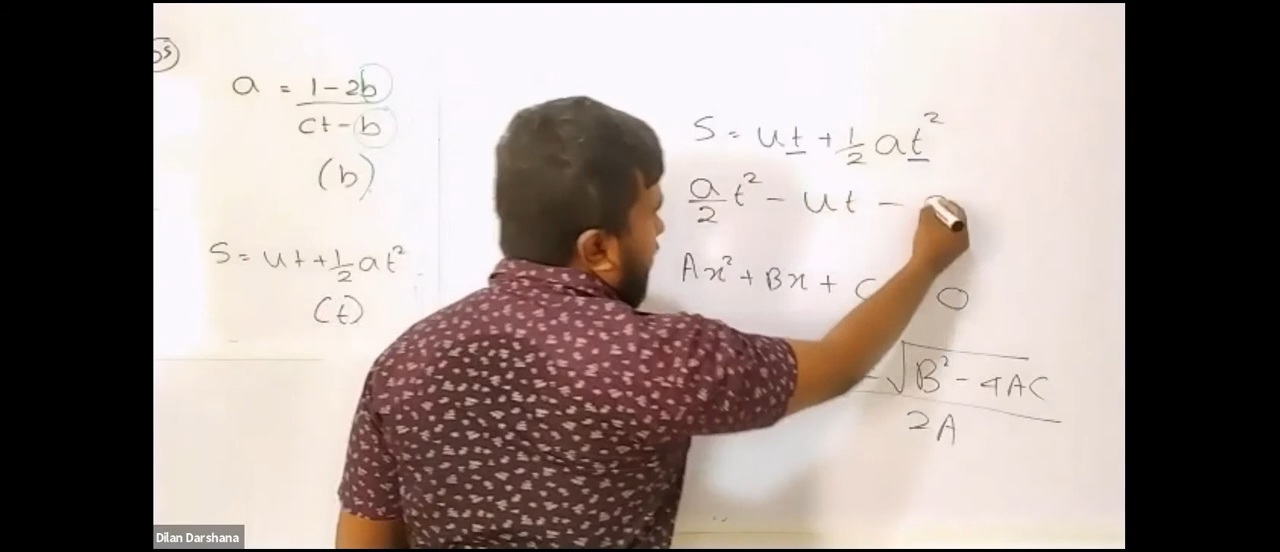 a = 1 - 2b
ct - b
(b)
S = ut + 1/2 at²
(t)
S = ut + 1/2 at²
a/2 t² - ut -
Ax² + Bx + C 0
- √B² - 4AC
2A
Dilan Darshana